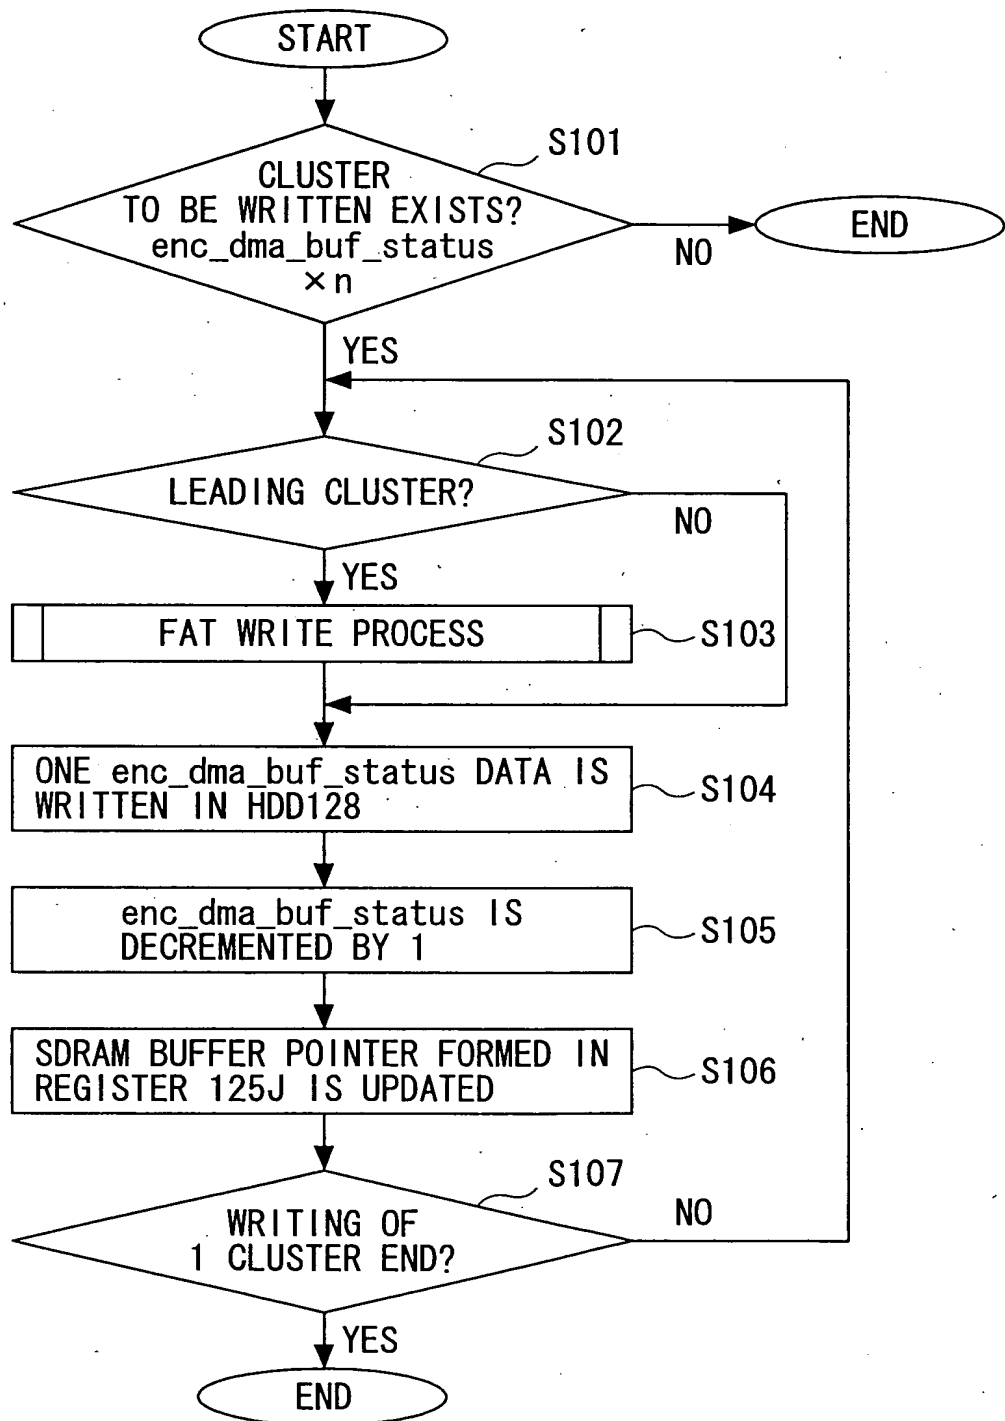 START
S101
CLUSTER
TO BE WRITTEN EXISTS?
enc_dma_buf_status
×n
NO
END
YES
S102
LEADING CLUSTER?
NO
YES
FAT WRITE PROCESS
S103
ONE enc_dma_buf_status DATA IS
WRITTEN IN HDD128
S104
enc_dma_buf_status IS
DECREMENTED BY 1
S105
SDRAM BUFFER POINTER FORMED IN
REGISTER 125J IS UPDATED
S106
S107
WRITING OF
1 CLUSTER END?
NO
YES
END